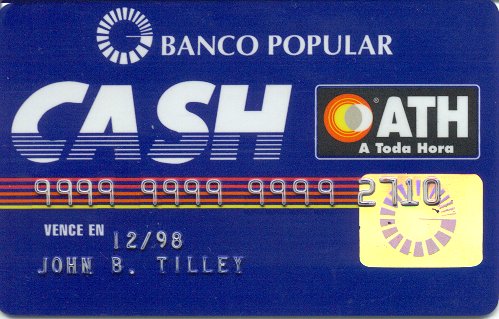 BANCO POPULAR
CASH
®ATH
A Toda Hora
9999 9999 9999 2710
VENCE EN 12/98
JOHN B. TILLEY